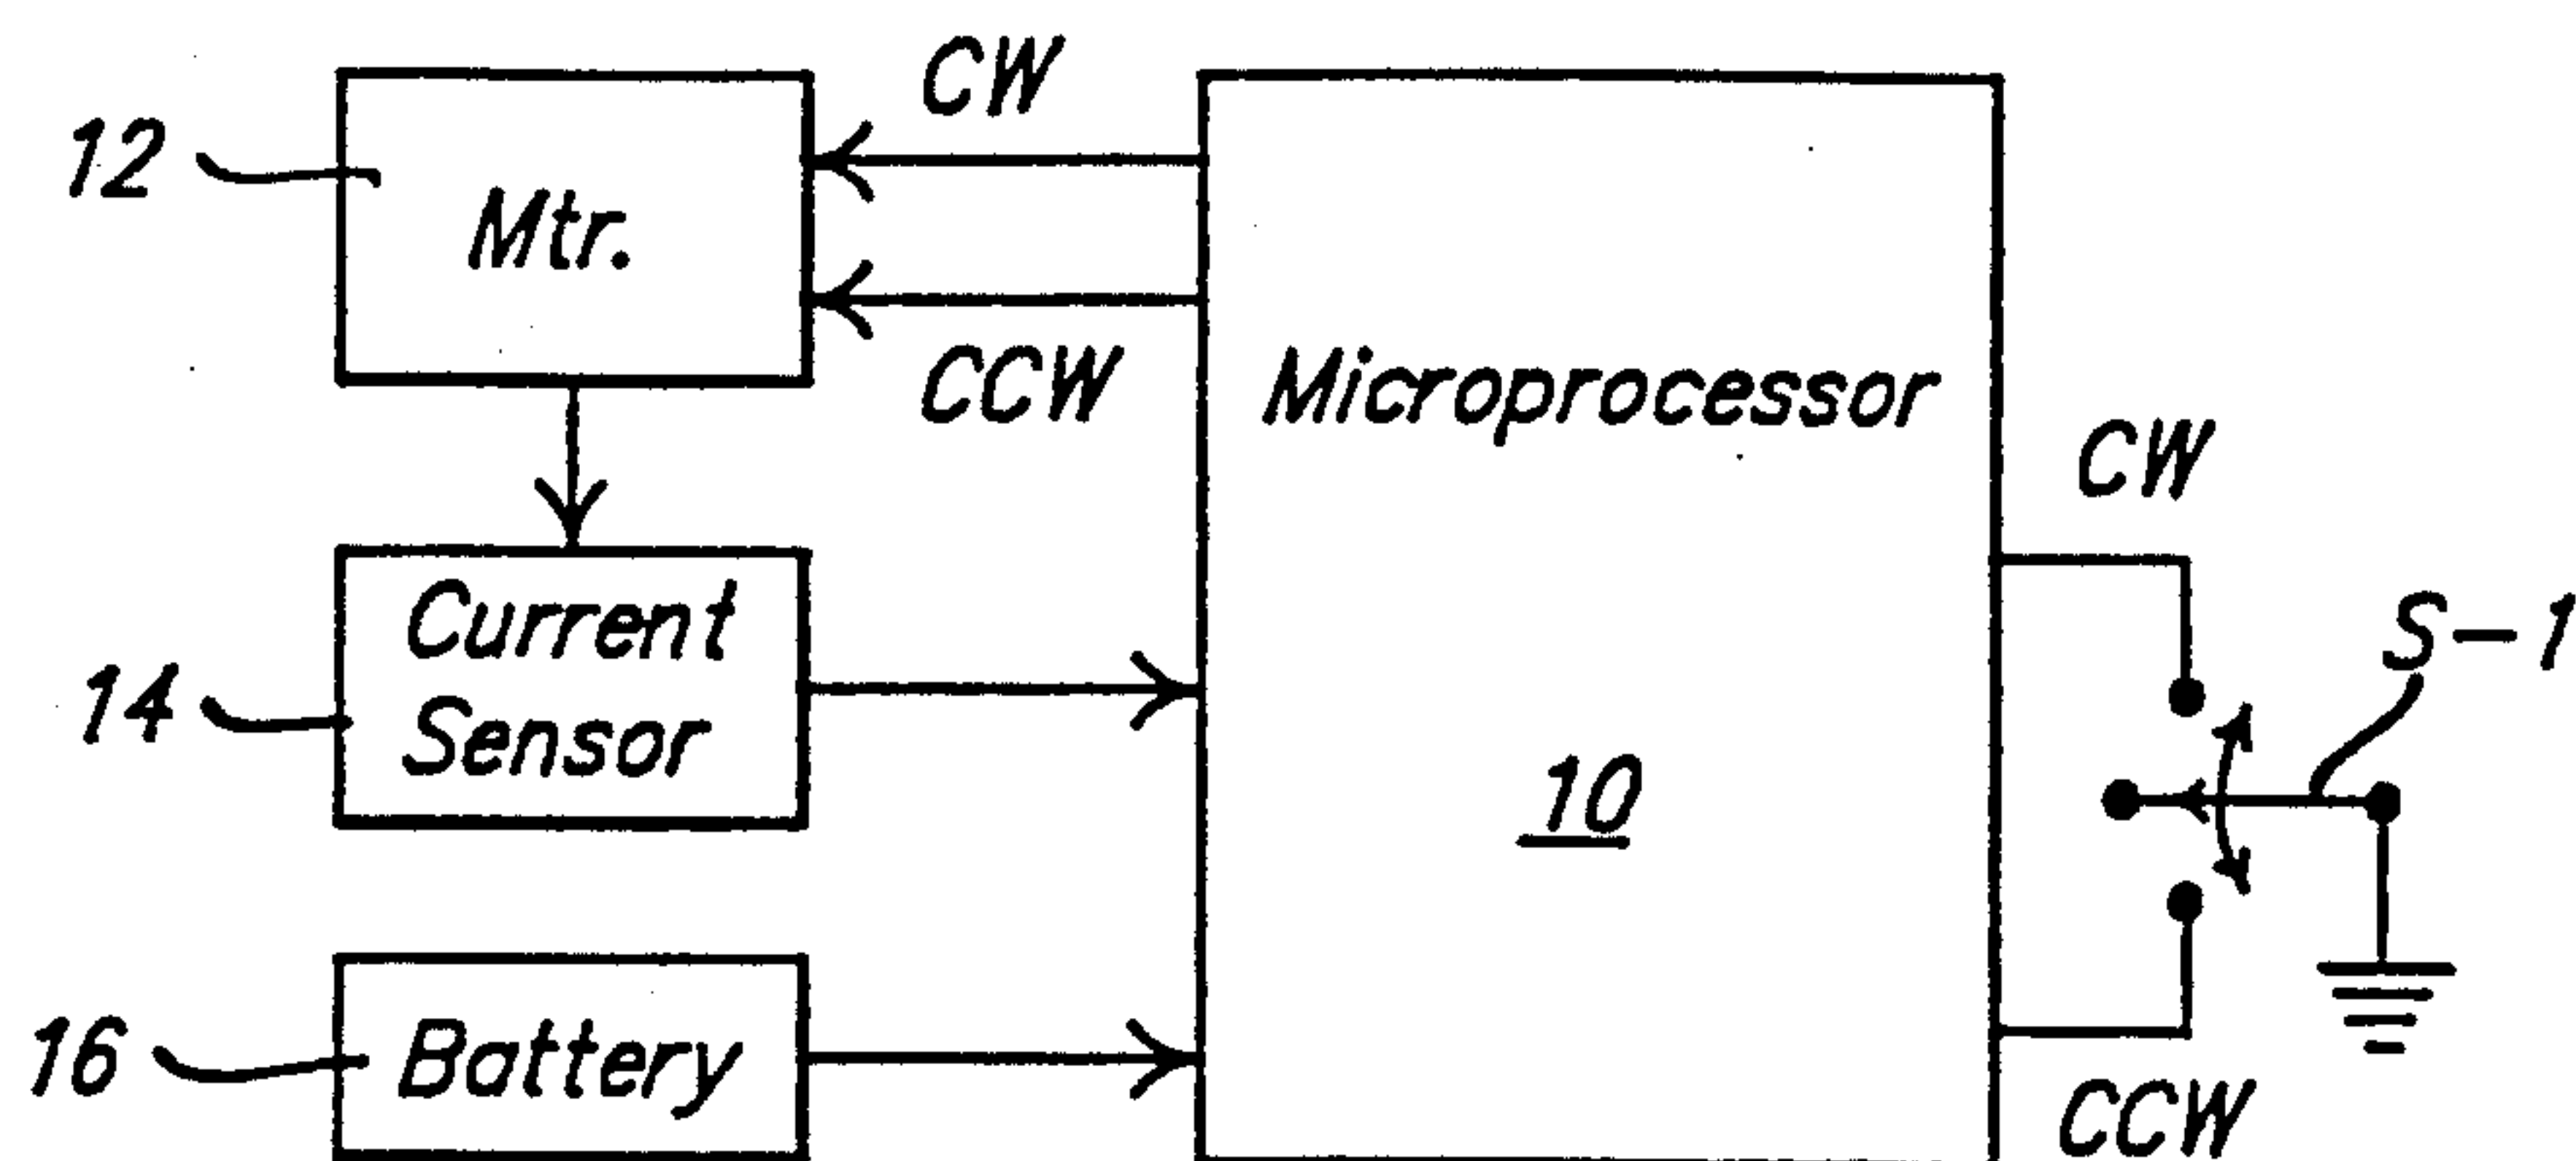 CW
12
Mtr.
CCW
Microprocessor
CW
Current
Sensor
S-1
14
10
16
Battery
CCW